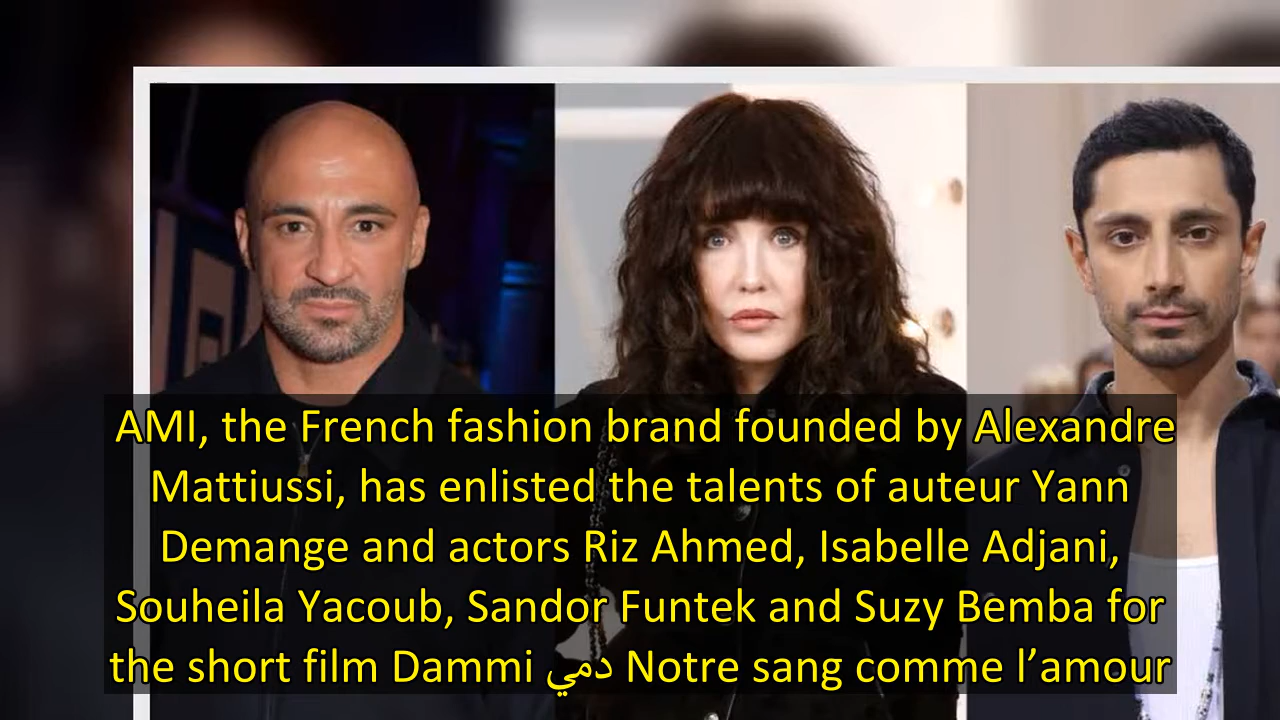 AMI, the French fashion brand founded by Alexandre
Mattiussi, has enlisted the talents of auteur Yann
Demange and actors Riz Ahmed, Isabelle Adjani,
Souheila Yacoub, Sandor Funtek and Suzy Bemba for
the short film Dammi دمي Notre sang comme l’amour